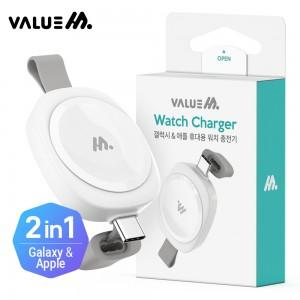 VALUE M.
OPEN
VALUE M.
Watch Charger
갤럭시 & 애플 휴대용 워치 충전기
M.
2 in 1
Galaxy &
Apple